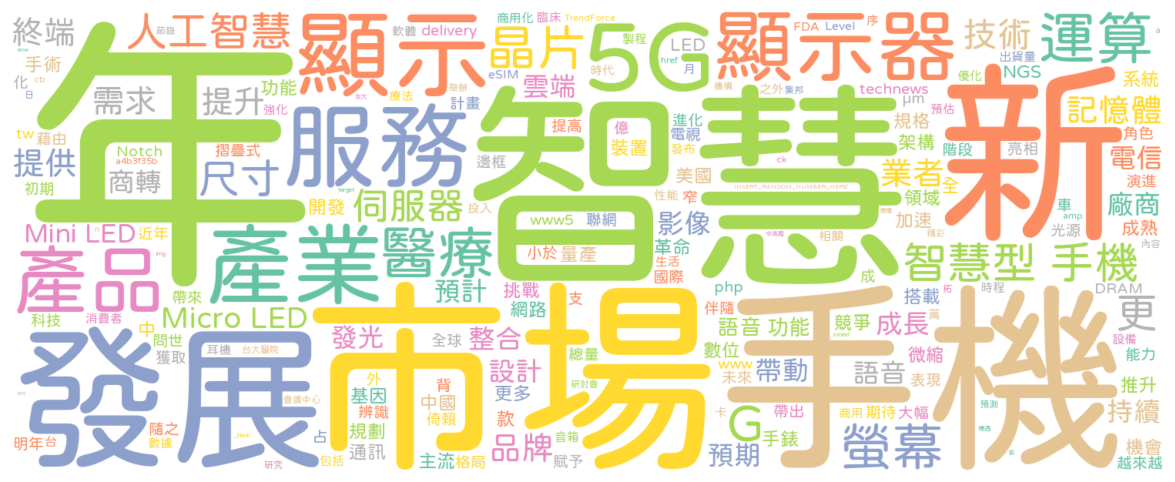 終端
人工智慧
節錄
顯示
軟體
delivery
商用化
臨床
TrendForce
晶片
製程
5G
LED
href
月
顯示器
FDA
Level
序
技術
出貨量
NGS
運算
手術
化
日
cb
需求
提升
功能
強化
舉辦
療法
計畫
eSIM
雲端
時代
機構
之外
集邦
technews
優化
系統
μm
預估
記憶體
年
智慧
新
服務
tw
藉由
Notch
a4b3f35b
摺疊式
提供
初期
商轉
尺寸
target
提高
億
裝置
邊框
進化
電視
發布
規格
架構
階段
亮相
角色
電信
演進
ck
美國
業者
全
INSERT_RANDOM_NUMBER_HERE
性能
窄
領域
車
amp
廠商
開發
伺服器
投入
www5
聯網
影像
加速
光源
成熟
Mini LED
近年
產業
醫療
小於
量產
革命
生活
國際
相關
精彩
內容
產品
img
預計
挑戰
網路
支
php
成
智慧型 手機
時程
DRAM
帶來
科技
消費者
Micro LED
搭載
拓
萬
伴隨
更
中
問世
獲取
耳機
台大醫院
發光
全球
整合
總量
語音 功能
競爭
成長
設備
發展
市場
手機
設計
數位
微縮
能力
研討會
www
未來
帶動
語音
表現
推升
src
會議中心
外
基因
辨識
背
中國
倚賴
更多
款
卡
帶出
商用
期待
大幅
預測
持續
明年
台
隨之
數據
_blank
占
規劃
通訊
品牌
音箱
G
手錶
螢幕
機會
研究
包括
主流
格局
賦予
預期
越來越